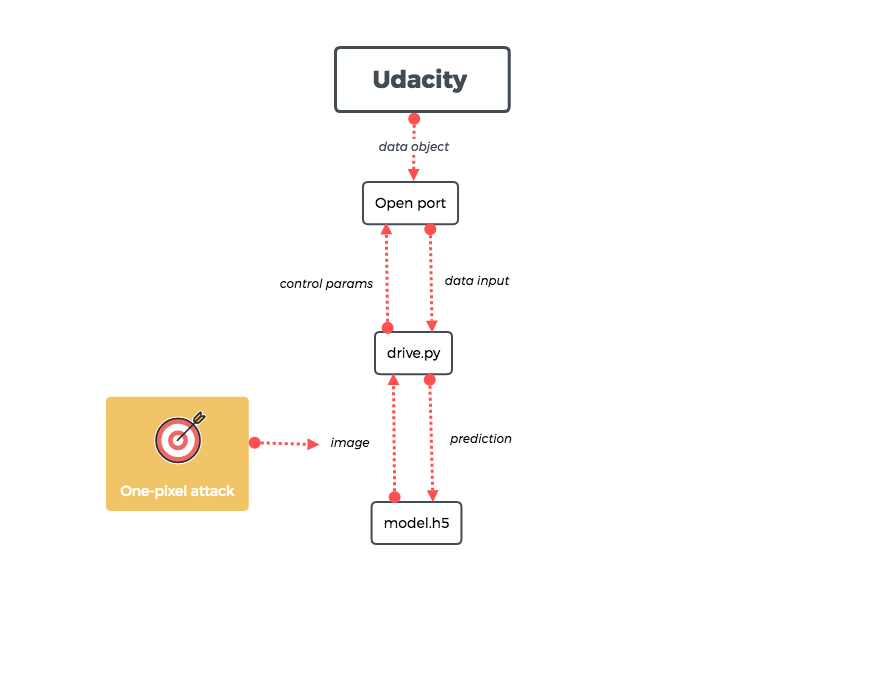 Udacity
data object
Open port
control params
data input
drive.py
prediction
image
One-pixel attack
model.h5